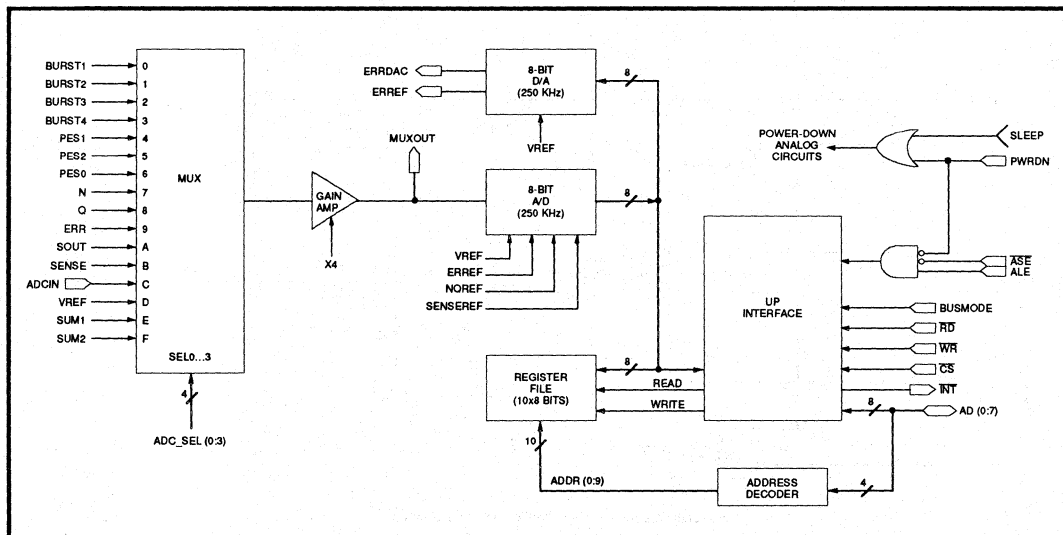 BURST1 0
BURST2 1
BURST3 2
BURST4 3
PES1 4
PES2 5
PES0 6
N 7
Q 8
ERR 9
SOUT A
SENSE B
ADCIN C
VREF D
SUM1 E
SUM2 F
MUX
SEL0...3
4
ADC_SEL (0:3)
GAIN
AMP
X4
MUXOUT
ERRDAC
ERREF
8-BIT
D/A
(250 KHz)
8
VREF
8-BIT
A/D
(250 KHz)
8
VREF
ERREF
NOREF
SENSEREF
REGISTER
FILE
(10x8 BITS)
8
READ
WRITE
10
ADDR (0:9)
ADDRESS
DECODER
4
UP
INTERFACE
POWER-DOWN
ANALOG
CIRCUITS
SLEEP
PWRDN
ASE
ALE
BUSMODE
RD
WR
CS
INT
8
AD (0:7)